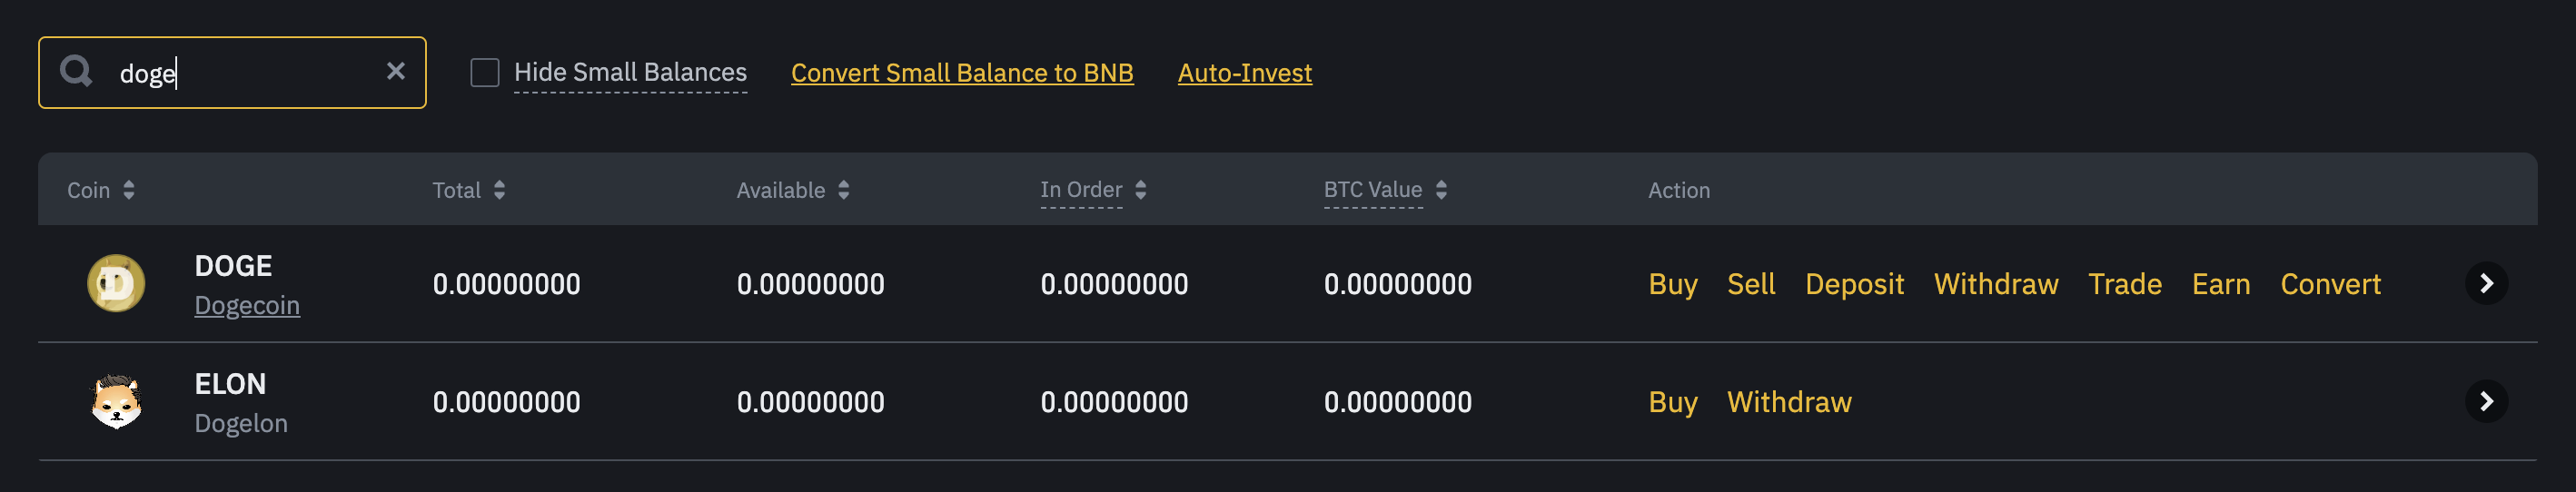 doge Hide Small Balances Convert Small Balance to BNB Auto-Invest
Coin Total Available In Order BTC Value Action
DOGE
Dogecoin
0.00000000 0.00000000 0.00000000 0.00000000 Buy Sell Deposit Withdraw Trade Earn Convert
ELON
Dogelon
0.00000000 0.00000000 0.00000000 0.00000000 Buy Withdraw